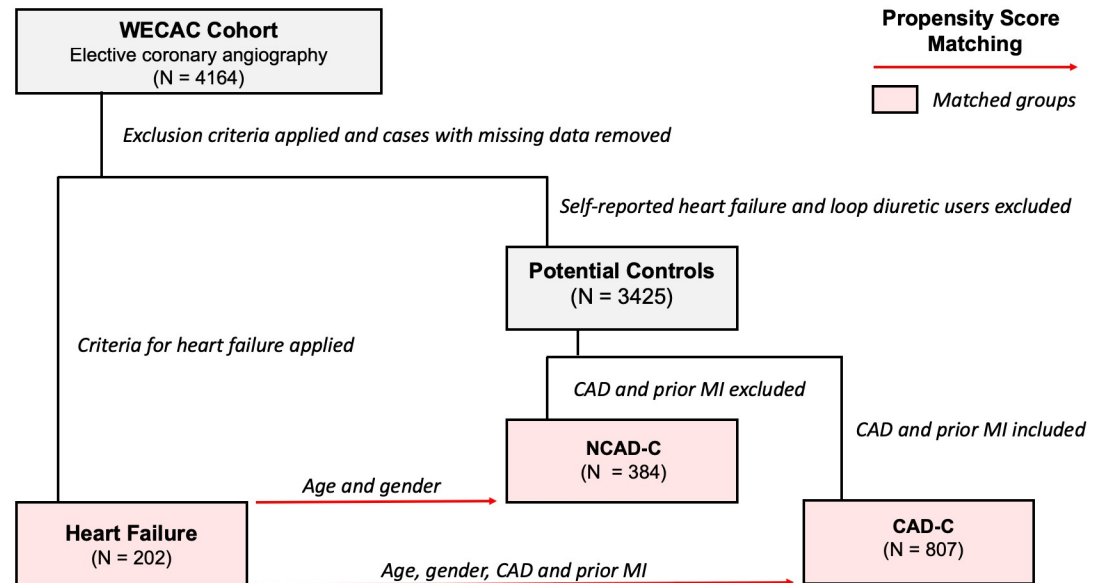 WECAC Cohort
Elective coronary angiography
(N = 4164)
Propensity Score
Matching
Matched groups
Exclusion criteria applied and cases with missing data removed
Self-reported heart failure and loop diuretic users excluded
Potential Controls
(N = 3425)
Criteria for heart failure applied
CAD and prior MI excluded
CAD and prior MI included
NCAD-C
(N = 384)
Age and gender
Heart Failure
(N = 202)
CAD-C
(N = 807)
Age, gender, CAD and prior MI